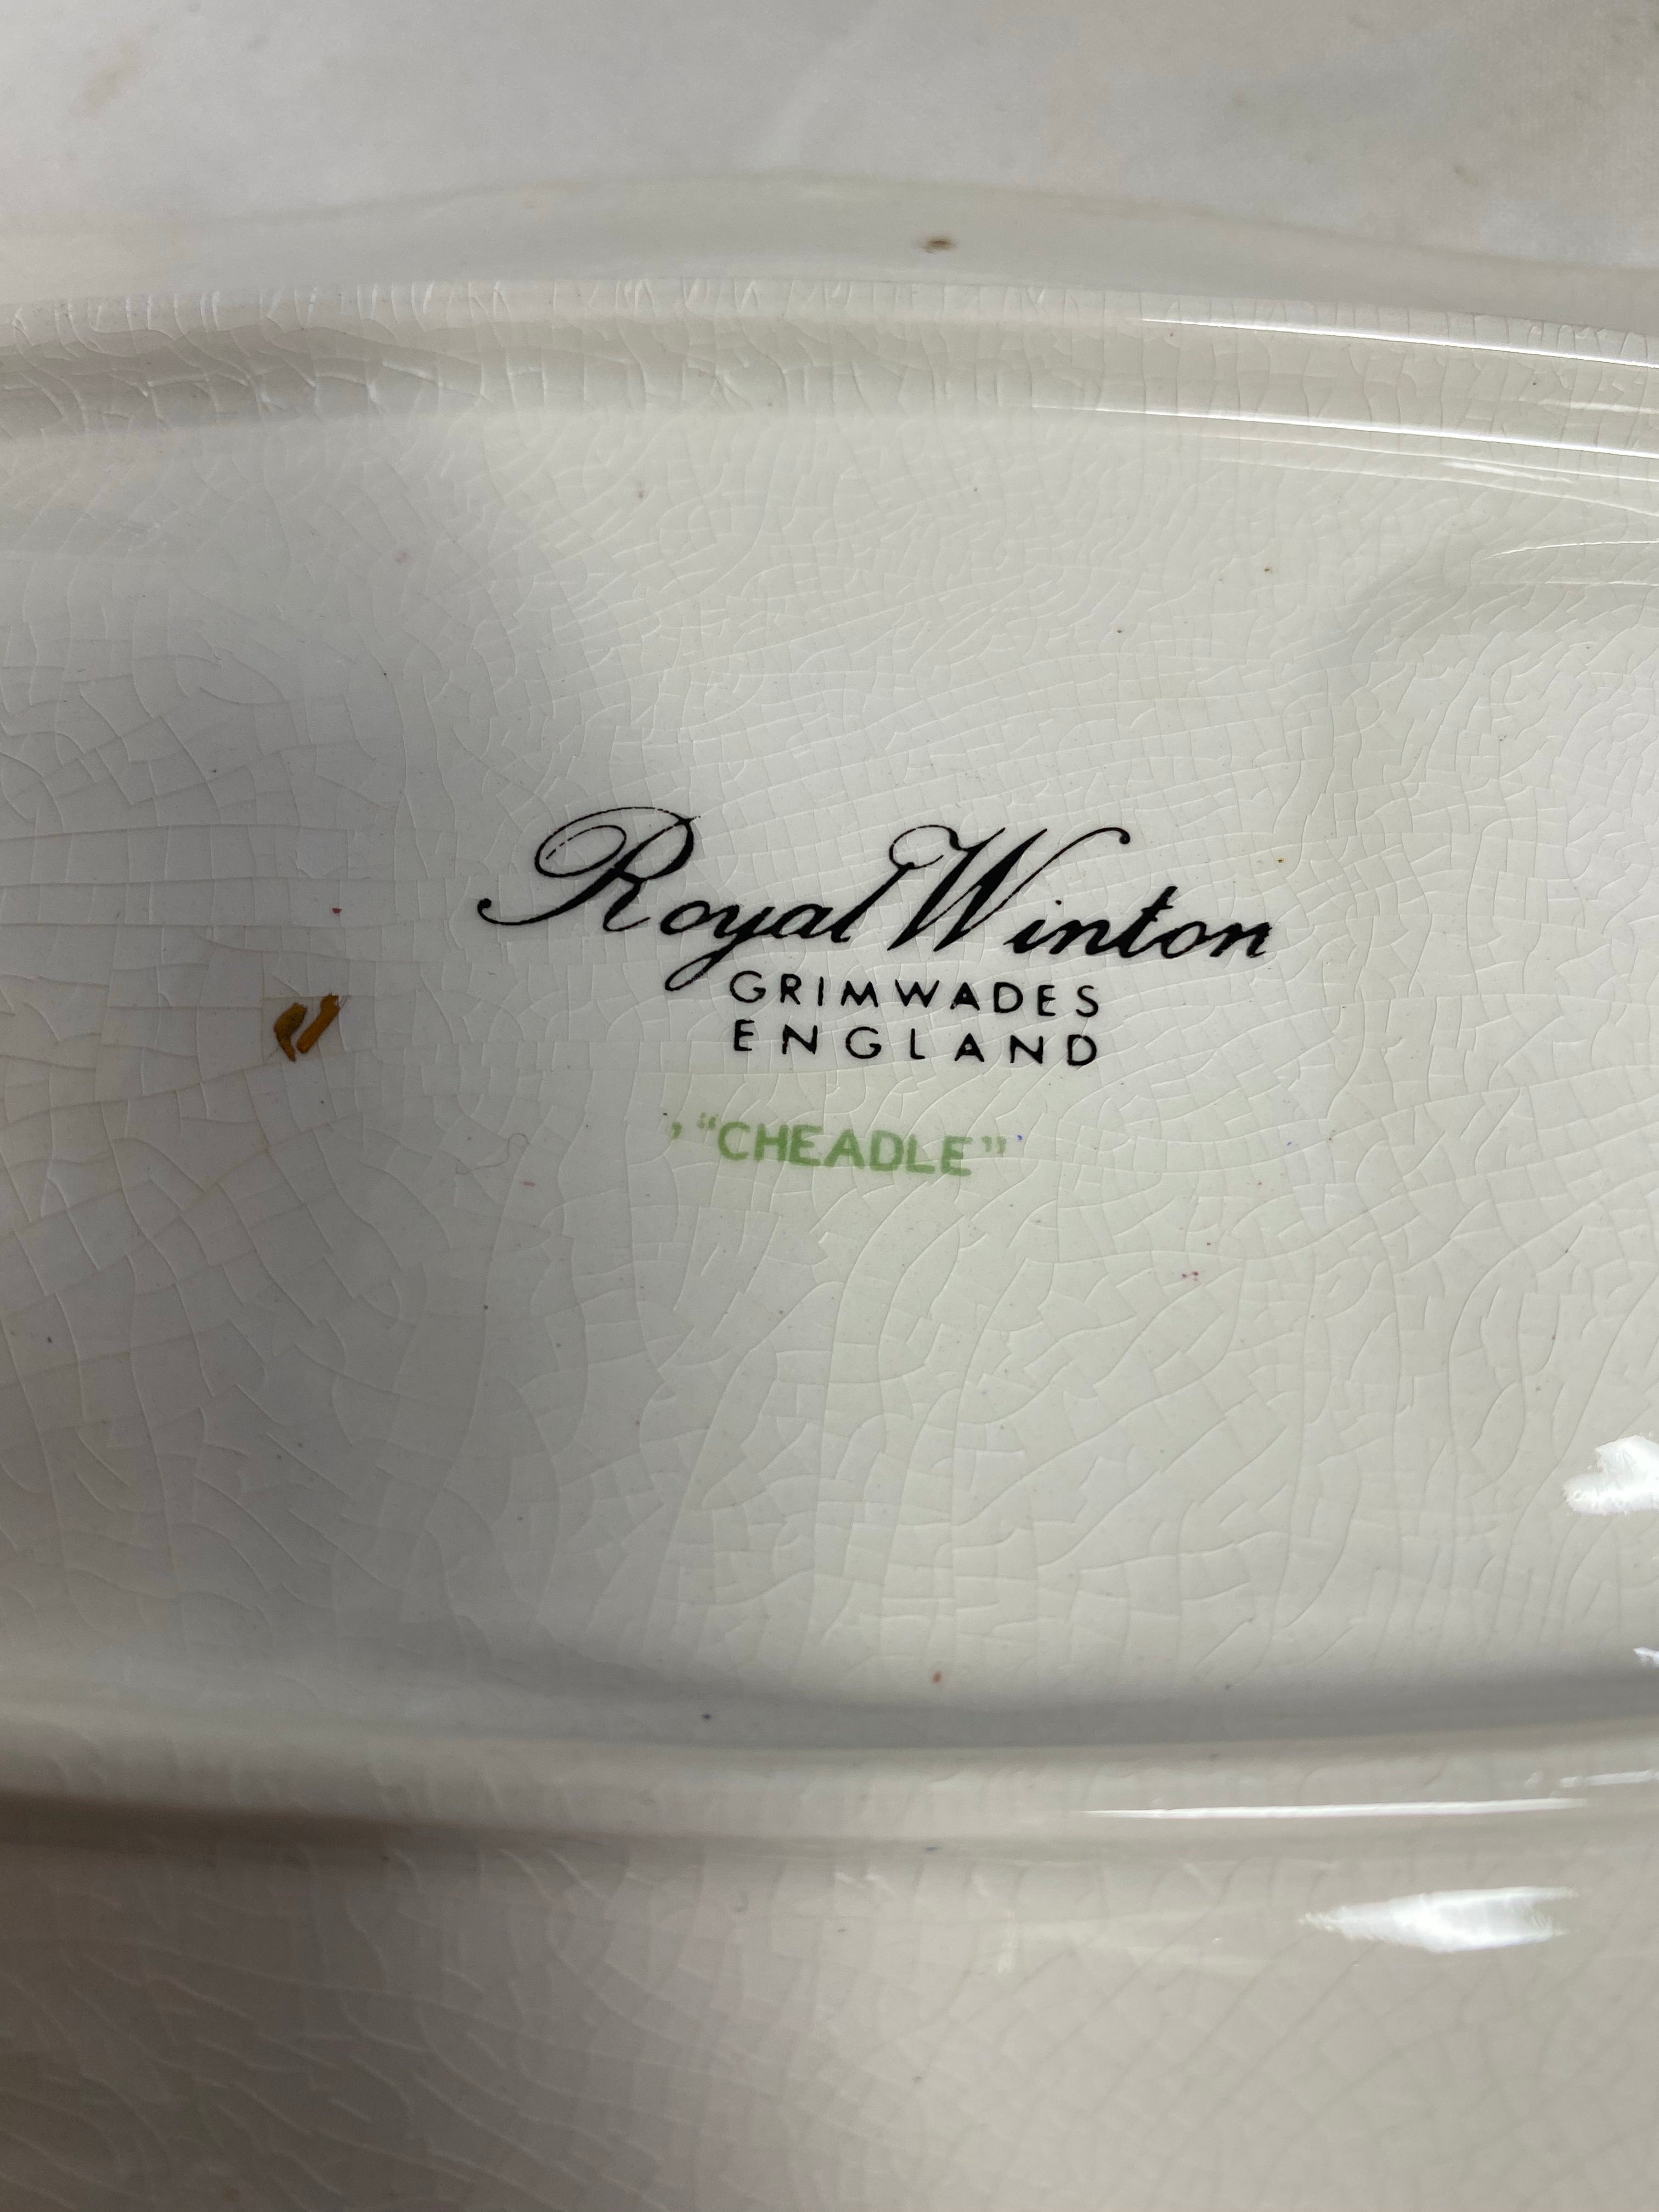 Royal Winton
GRIMWADES
ENGLAND
"CHEADLE"